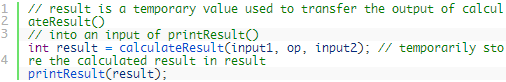 1 // result is a temporary value used to transfer the output of calcul
2 ateResult()
3 // into an input of printResult()
int result = calculateResult(input1, op, input2); // temporarily sto
4 re the calculated result in result
printResult(result);